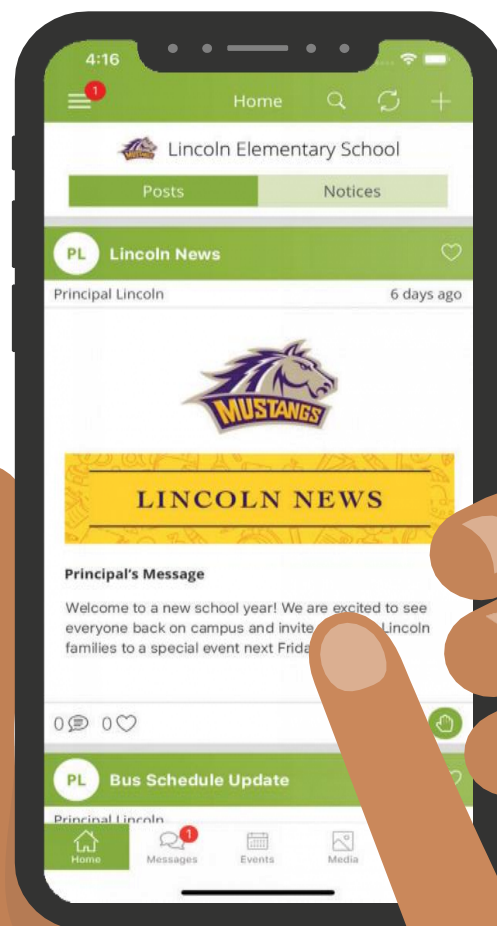 4:16
1
Home
Lincoln Elementary School
Posts Notices
PL Lincoln News
Principal Lincoln 6 days ago
MUSTANGS
LINCOLN NEWS
Principal's Message
Welcome to a new school year! We are excited to see
everyone back on campus and invite Lincoln
families to a special event next
0 0
PL Bus Schedule Update
Principal Lincoln
1
Home Messages Events Media